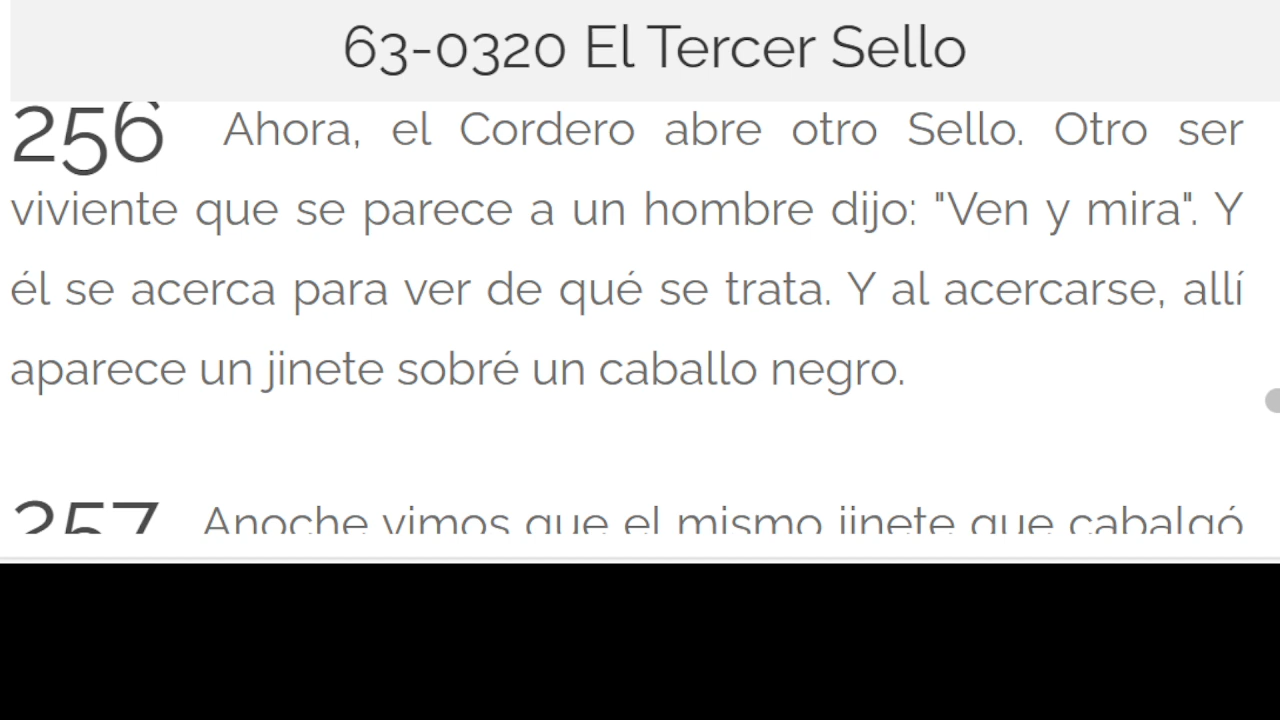 63-0320 El Tercer Sello
256 Ahora, el Cordero abre otro Sello. Otro ser
viviente que se parece a un hombre dijo: "Ven y mira". Y
él se acerca para ver de qué se trata. Y al acercarse, allí
aparece un jinete sobré un caballo negro.
257 Anoche vimos que el mismo jinete que cabalgó